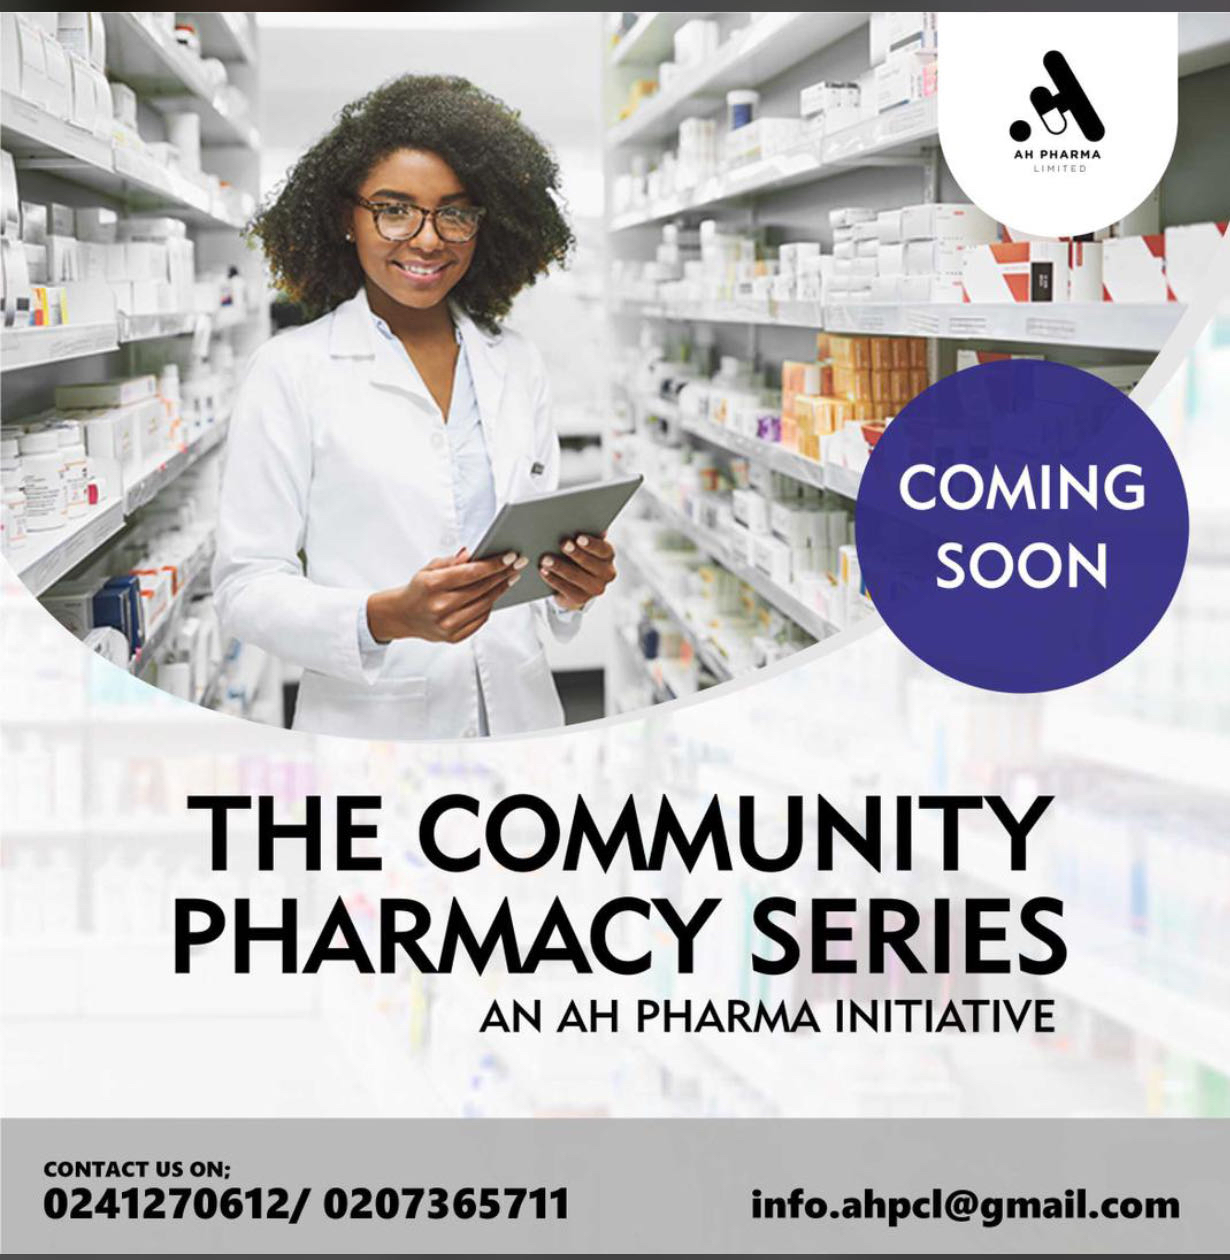 AH PHARMA
LIMITED
COMING
SOON
THE COMMUNITY
PHARMACY SERIES
AN AH PHARMA INITIATIVE
CONTACT US ON;
0241270612/ 0207365711
info.ahpcl@gmail.com